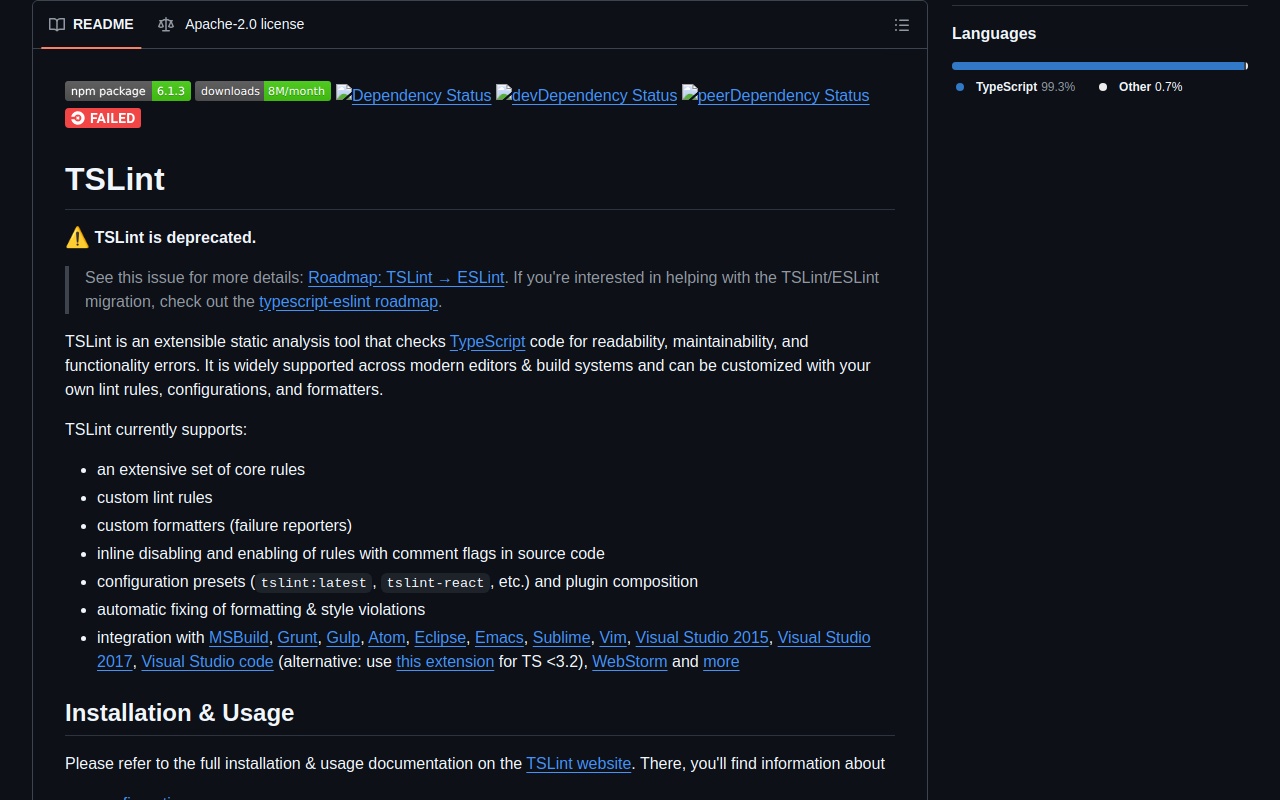 README
Apache-2.0 license
npm package 6.1.3 downloads 8M/month Dependency Status devDependency Status peerDependency Status
FAILED
TSLint
⚠️ TSLint is deprecated.
See this issue for more details: Roadmap: TSLint → ESLint. If you're interested in helping with the TSLint/ESLint
migration, check out the typescript-eslint roadmap.
TSLint is an extensible static analysis tool that checks TypeScript code for readability, maintainability, and
functionality errors. It is widely supported across modern editors & build systems and can be customized with your
own lint rules, configurations, and formatters.
TSLint currently supports:
• an extensive set of core rules
• custom lint rules
• custom formatters (failure reporters)
• inline disabling and enabling of rules with comment flags in source code
• configuration presets (tslint:latest, tslint-react, etc.) and plugin composition
• automatic fixing of formatting & style violations
• integration with MSBuild, Grunt, Gulp, Atom, Eclipse, Emacs, Sublime, Vim, Visual Studio 2015, Visual Studio
2017, Visual Studio code (alternative: use this extension for TS <3.2), WebStorm and more
Installation & Usage
Please refer to the full installation & usage documentation on the TSLint website. There, you'll find information about
Languages
TypeScript 99.3% Other 0.7%